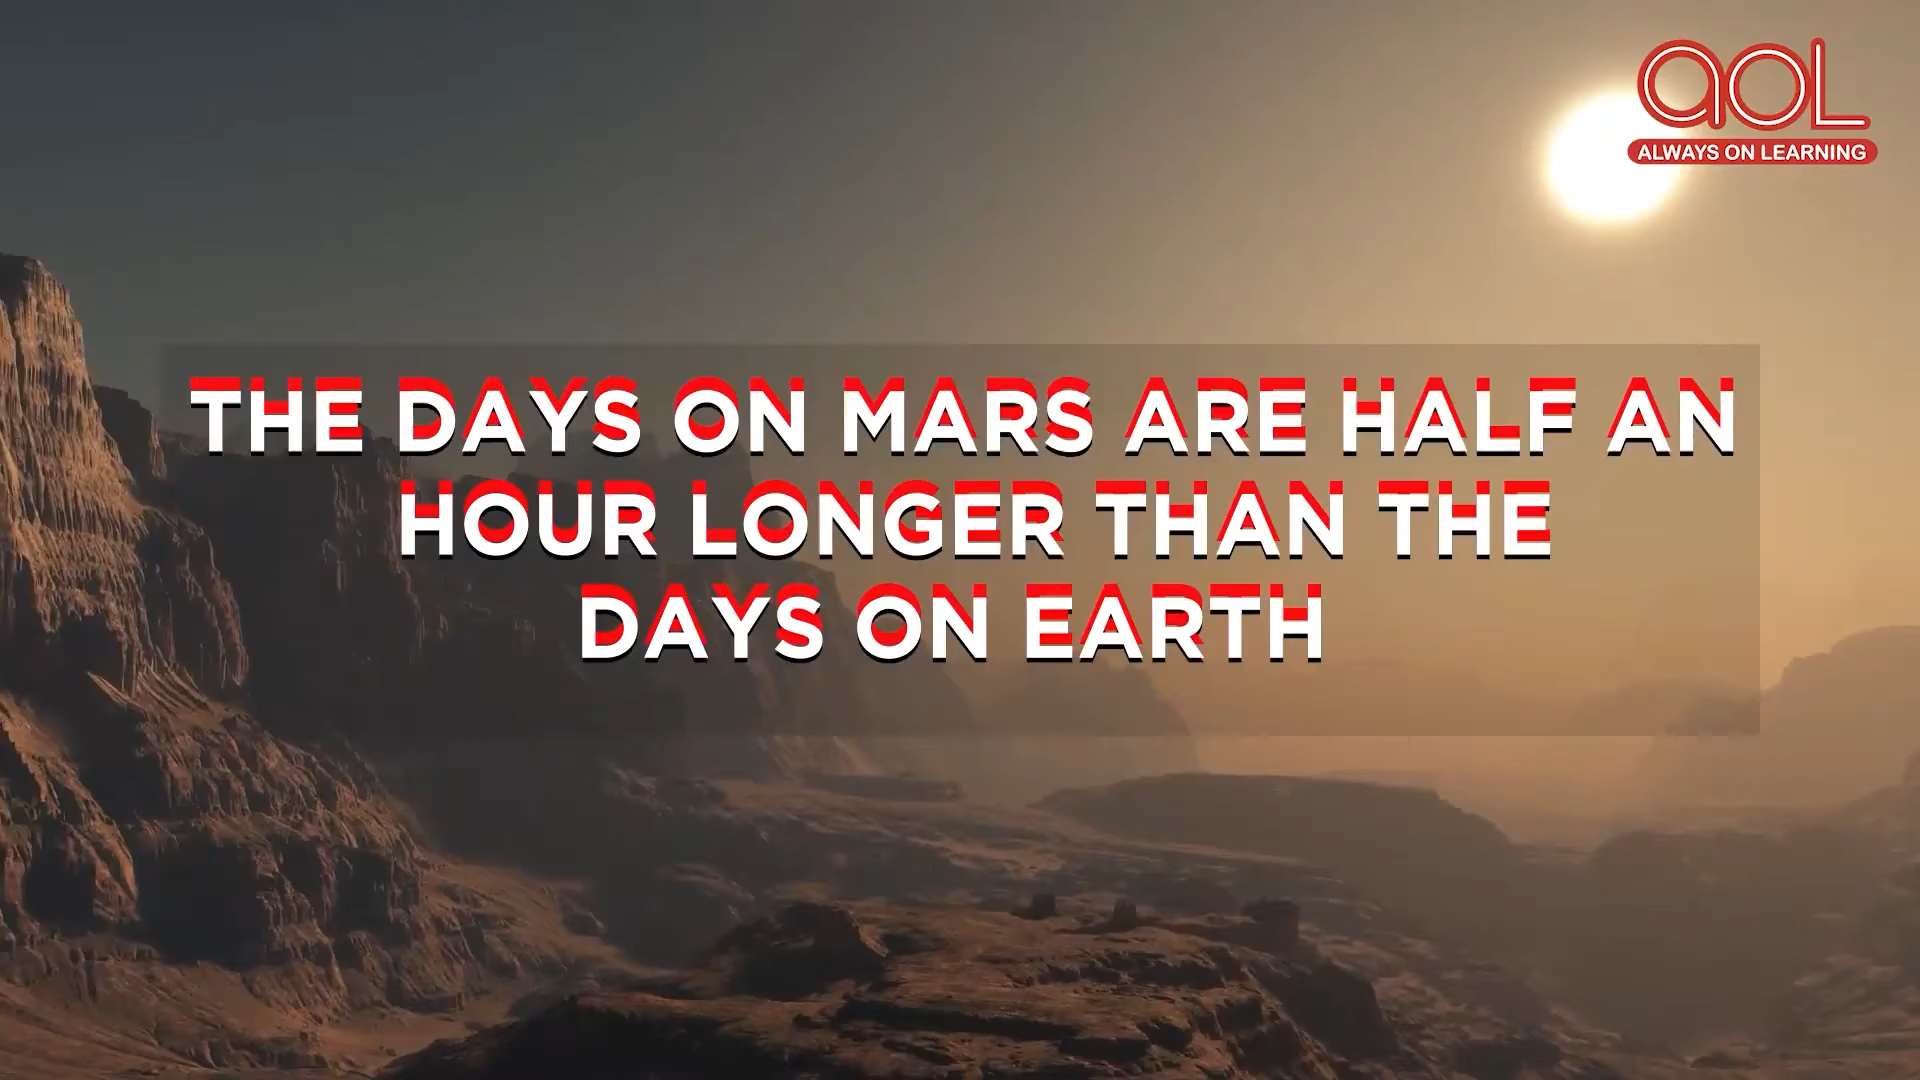 aOL
ALWAYS ON LEARNING
THE DAYS ON MARS ARE HALF AN
HOUR LONGER THAN THE
DAYS ON EARTH